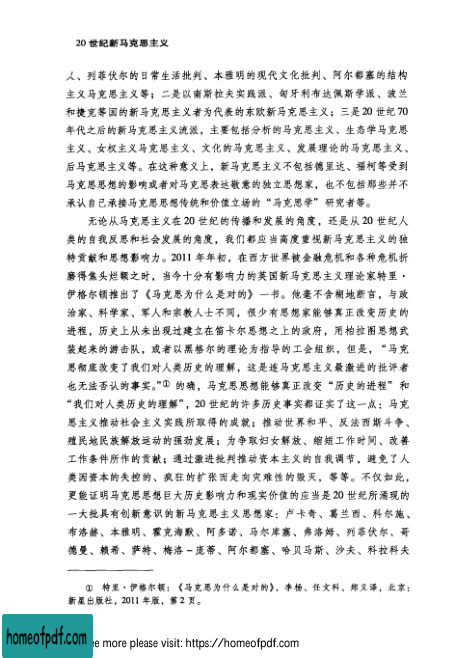 20 世纪新马克思主义
人、列菲伏尔的日常生活批判、本雅明的现代文化批判、阿尔都塞的结构
主义马克思主义等；二是以南斯拉夫实践派、匈牙利布达佩斯学派、波兰
和捷克等国的新马克思主义者为代表的东欧新马克思主义；三是 20 世纪 70
年代之后的新马克思主义流派，主要包括分析的马克思主义、生态学马克思
主义、女权主义马克思主义、文化的马克思主义、发展理论的马克思主义、
后马克思主义等。在这种意义上，新马克思主义不包括德里达、福柯等受到
马克思思想的影响或者对马克思表达敬意的独立思想家，也不包括那些并不
承认自己承接马克思思想传统和价值立场的“马克思学”研究者等。
无论从马克思主义在 20 世纪的传播和发展的角度，还是从 20 世纪人
类的自我反思和社会发展的角度，我们都应当高度重视新马克思主义的独
特贡献和思想影响力。2011 年年初，在西方世界被金融危机和各种危机折
磨得焦头烂额之时，当今十分有影响力的英国新马克思主义理论家特里·
伊格尔顿推出了《马克思为什么是对的》一书。他毫不含糊地断言，与政
治家、科学家、军人和宗教人士不同，很少有思想家能够真正改变历史的
进程，历史上从未出现过建立在笛卡尔思想之上的政府，用柏拉图思想武
装起来的游击队，或者以黑格尔的理论为指导的工会组织，但是，“马克
思彻底改变了我们对人类历史的理解，这是连马克思主义最激进的批评者
也无法否认的事实。”① 的确，马克思思想能够真正改变“历史的进程”和
“我们对人类历史的理解”，20 世纪的许多历史事实都证实了这一点：马克
思主义推动社会主义实践所取得的成就；推动世界和平、反法西斯斗争、
殖民地民族解放运动的强劲发展；为争取妇女解放、缩短工作时间、改善
工作条件所作的贡献；通过激进批判推动资本主义的自我调节，避免了人
类因资本的失控的、疯狂的扩张而走向灾难性的毁灭，等等。不仅如此，
更能证明马克思思想巨大历史影响力和现实价值的应当是 20 世纪所涌现的
一大批具有创新意识的新马克思主义思想家：卢卡奇、葛兰西、科尔施、
布洛赫、本雅明、霍克海默、阿多诺、马尔库塞、弗洛姆、列菲伏尔、哥
德曼、赖希、萨特、梅洛－庞蒂、阿尔都塞、哈贝马斯、沙夫、科拉科夫
① 特里·伊格尔顿：《马克思为什么是对的》，李杨、任文科、郑义译，北京：
新星出版社，2011 年版，第 2 页。
homeofpdf.com
ee more please visit: https://homeofpdf.com